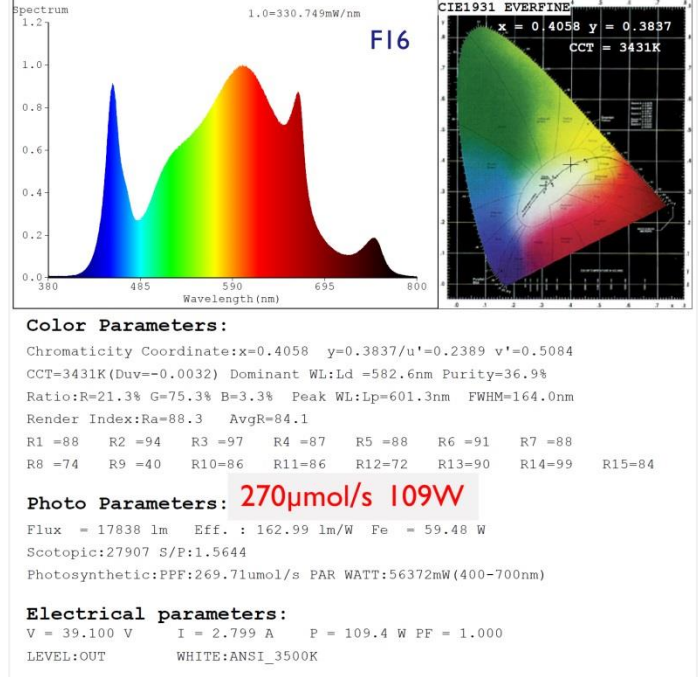 Spectrum
1.0=330.749mW/nm
F16
1.2
1.0
0.8
0.6
0.4
0.2
0.0
380 485 590 695 800
Wavelength(nm)
CIE1931 EVERFINE
x = 0.4058 y = 0.3837
CCT = 3431K
Color Parameters:
Chromaticity Coordinate:x=0.4058 y=0.3837/u'=0.2389 v'=0.5084
CCT=3431K(Duv=-0.0032) Dominant WL:Ld =582.6nm Purity=36.9%
Ratio:R=21.3% G=75.3% B=3.3% Peak WL:Lp=601.3nm FWHM=164.0nm
Render Index:Ra=88.3 AvgR=84.1
R1 =88 R2 =94 R3 =97 R4 =87 R5 =88 R6 =91 R7 =88
R8 =74 R9 =40 R10=86 R11=86 R12=72 R13=90 R14=99 R15=84
270μmol/s 109W
Photo Parameters:
Flux = 17838 lm Eff. : 162.99 lm/W Fe = 59.48 W
Scotopic:27907 S/P:1.5644
Photosynthetic:PPF:269.71umol/s PAR WATT:56372mW(400-700nm)
Electrical parameters:
V = 39.100 V I = 2.799 A P = 109.4 W PF = 1.000
LEVEL:OUT WHITE:ANSI_3500K